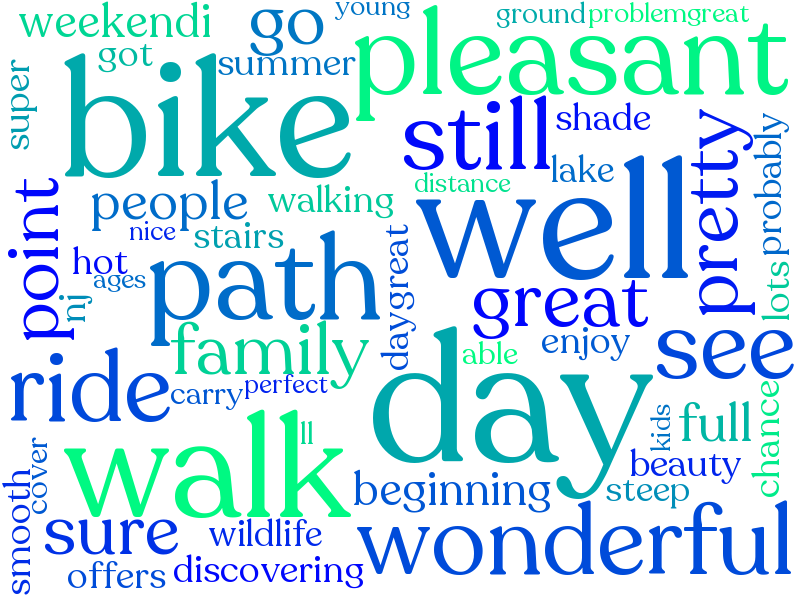 weekendi
go
young
ground
problemgreat
got
summer
pleasant
super
bike
still
shade
lake
distance
pretty
probably
people
walking
well
nice
stairs
point
hot
ages
nj
path
daygreat
great
lots
family
able
enjoy
see
ride
carry
perfect
day
kids
full
chance
walk
ll
beauty
steep
smooth
cover
sure
wildlife
beginning
wonderful
offers
discovering